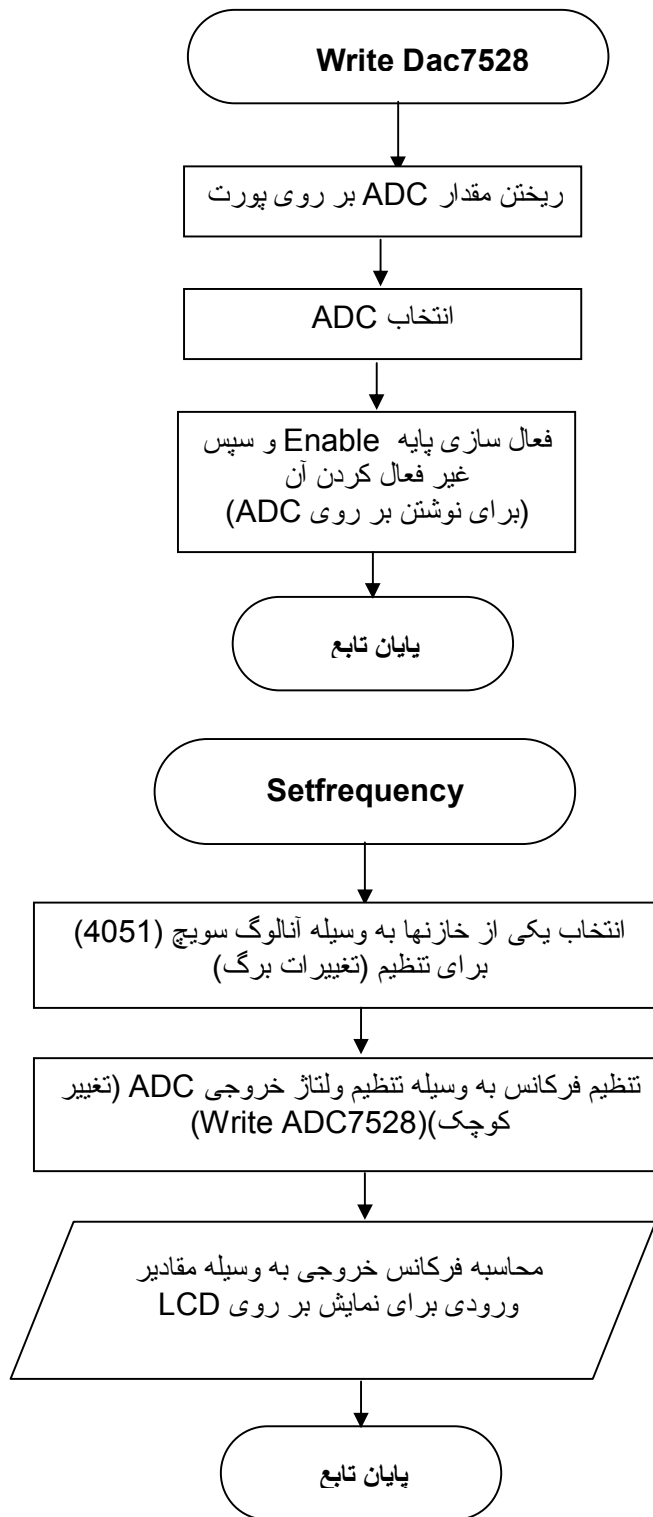 Write Dac7528
ریختن مقدار ADC بر روی پورت
انتخاب ADC
فعال سازی پایه Enable و سپس
غیر فعال کردن آن
(برای نوشتن بر روی ADC)
پایان تابع
Setfrequency
انتخاب یکی از خازنها به وسیله آنالوگ سویچ (4051)
برای تنظیم (تغییرات برگ)
تنظیم فرکانس به وسیله تنظیم ولتاژ خروجی ADC (تغییر
کوچک)(Write ADC7528)
محاسبه فرکانس خروجی به وسیله مقادیر
ورودی برای نمایش بر روی LCD
پایان تابع